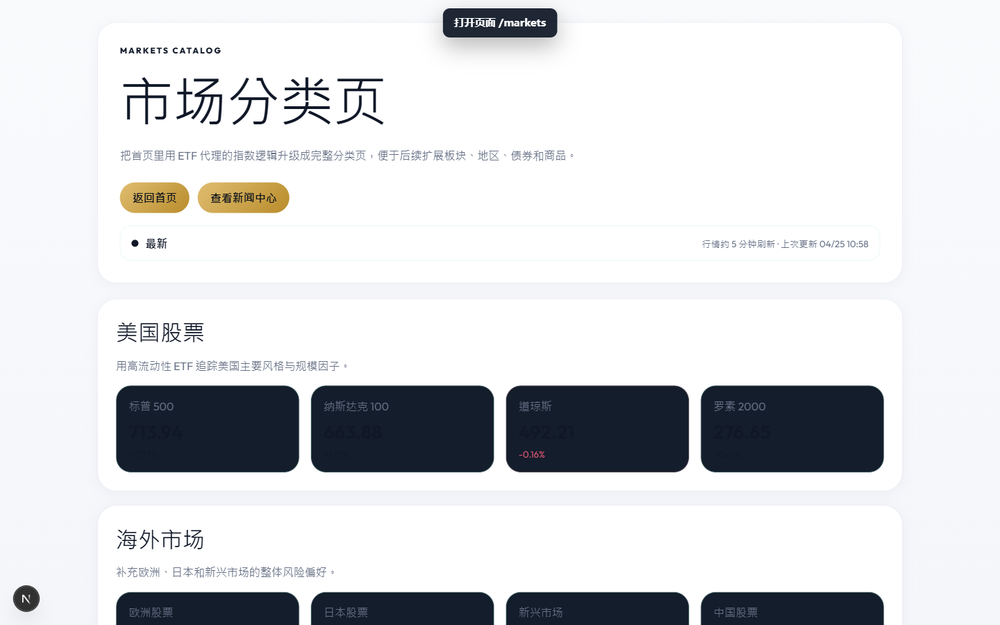 打开页面 /markets
MARKETS CATALOG
市场分类页
把首页里用 ETF 代理的指数逻辑升级成完整分类页，便于后续扩展板块、地区、债券和商品。
返回首页 查看新闻中心
最新 行情约 5 分钟刷新 · 上次更新 04/25 10:58
美国股票
用高流动性 ETF 追踪美国主要风格与规模因子。
标普 500 纳斯达克 100 道琼斯 罗素 2000
713.94 663.88 492.21 276.65
-0.16%
海外市场
补充欧洲、日本和新兴市场的整体风险偏好。
欧洲股票 日本股票 新兴市场 中国股票
N